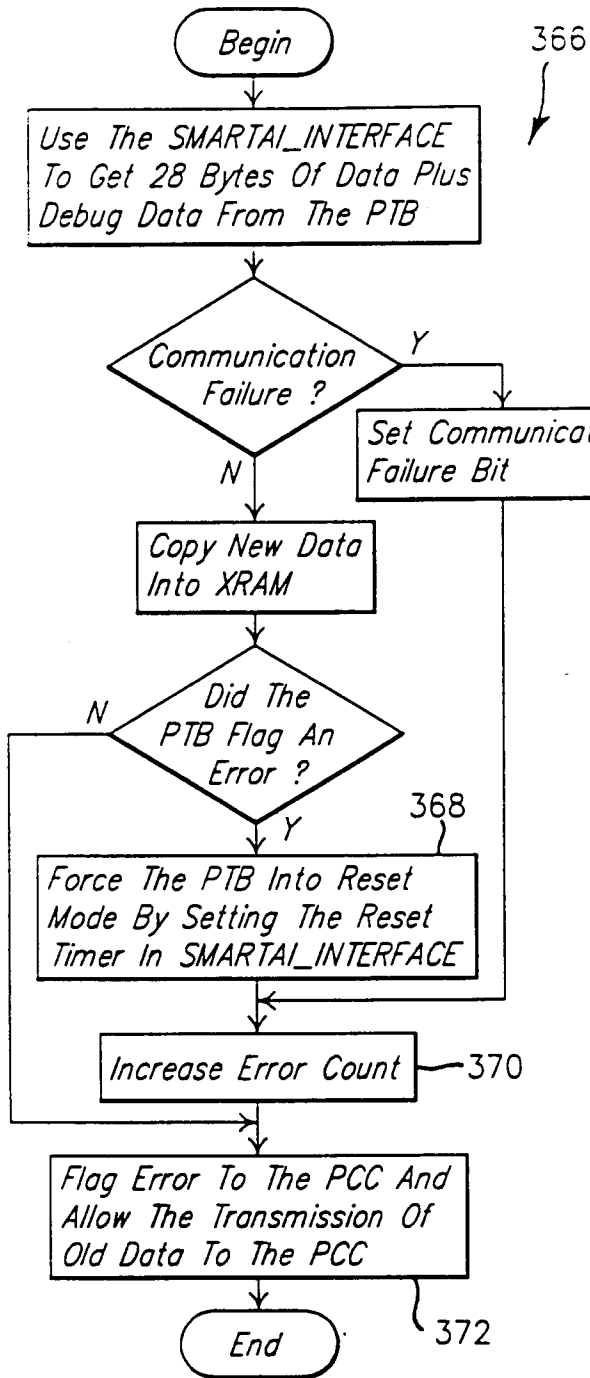 Begin
366
Use The SMARTAI_INTERFACE
To Get 28 Bytes Of Data Plus
Debug Data From The PTB
Communication
Failure ?
Y
N
Set Communicat
Failure Bit
Copy New Data
Into XRAM
Did The
PTB Flag An
Error ?
N
Y
368
Force The PTB Into Reset
Mode By Setting The Reset
Timer In SMARTAI_INTERFACE
Increase Error Count
370
Flag Error To The PCC And
Allow The Transmission Of
Old Data To The PCC
372
End